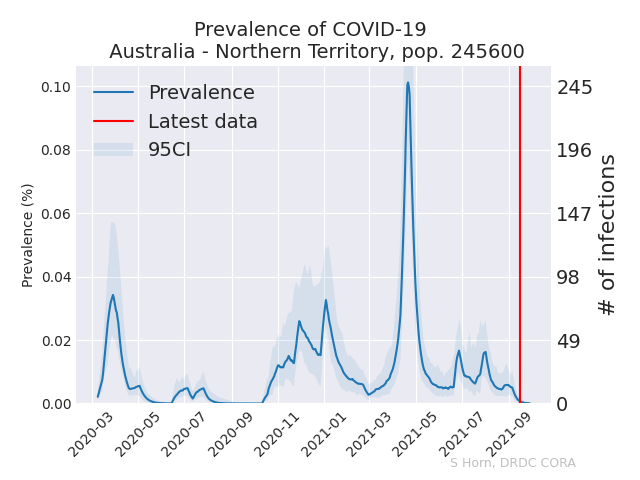 Prevalence of COVID-19
Australia - Northern Territory, pop. 245600
Prevalence
Latest data
95CI
Prevalence (%)
0.10
0.08
0.06
0.04
0.02
0.00
245
196
147
98
49
0
# of infections
2020-03
2020-05
2020-07
2020-09
2020-11
2021-01
2021-03
2021-05
2021-07
2021-09
S Horn, DRDC CORA